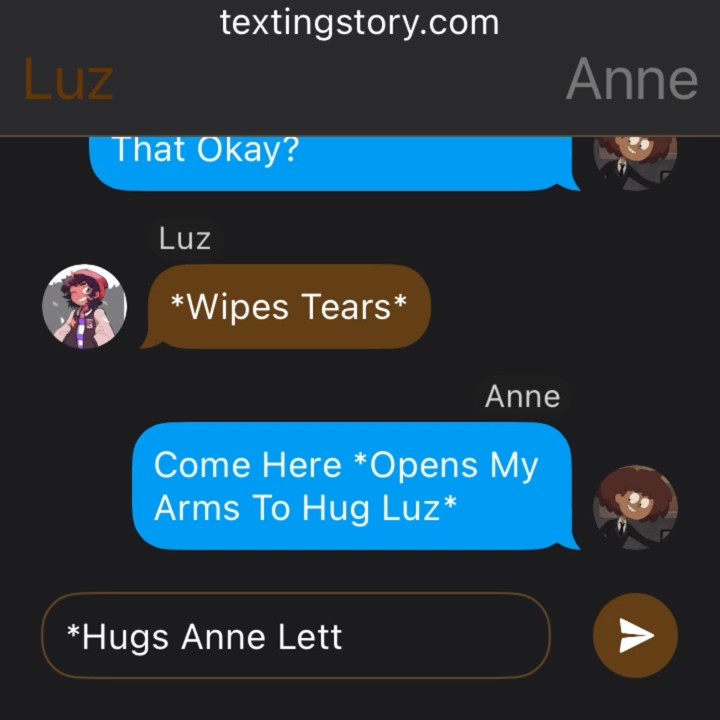 textingstory.com
Luz Anne
That Okay?
Luz
*Wipes Tears*
Anne
Come Here *Opens My
Arms To Hug Luz*
*Hugs Anne Lett